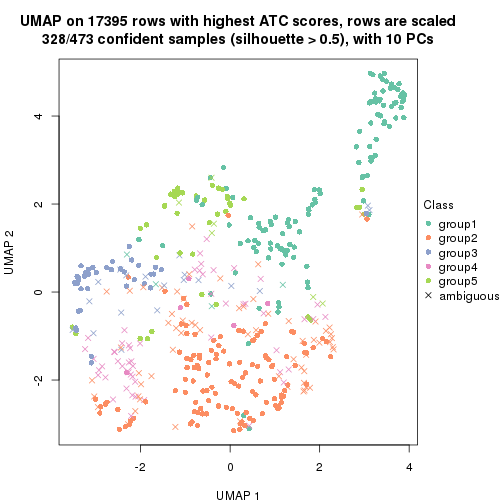 UMAP on 17395 rows with highest ATC scores, rows are scaled
328/473 confident samples (silhouette > 0.5), with 10 PCs
4
2
0
-2
UMAP 2
-2
0
2
4
UMAP 1
Class
group1
group2
group3
group4
group5
ambiguous